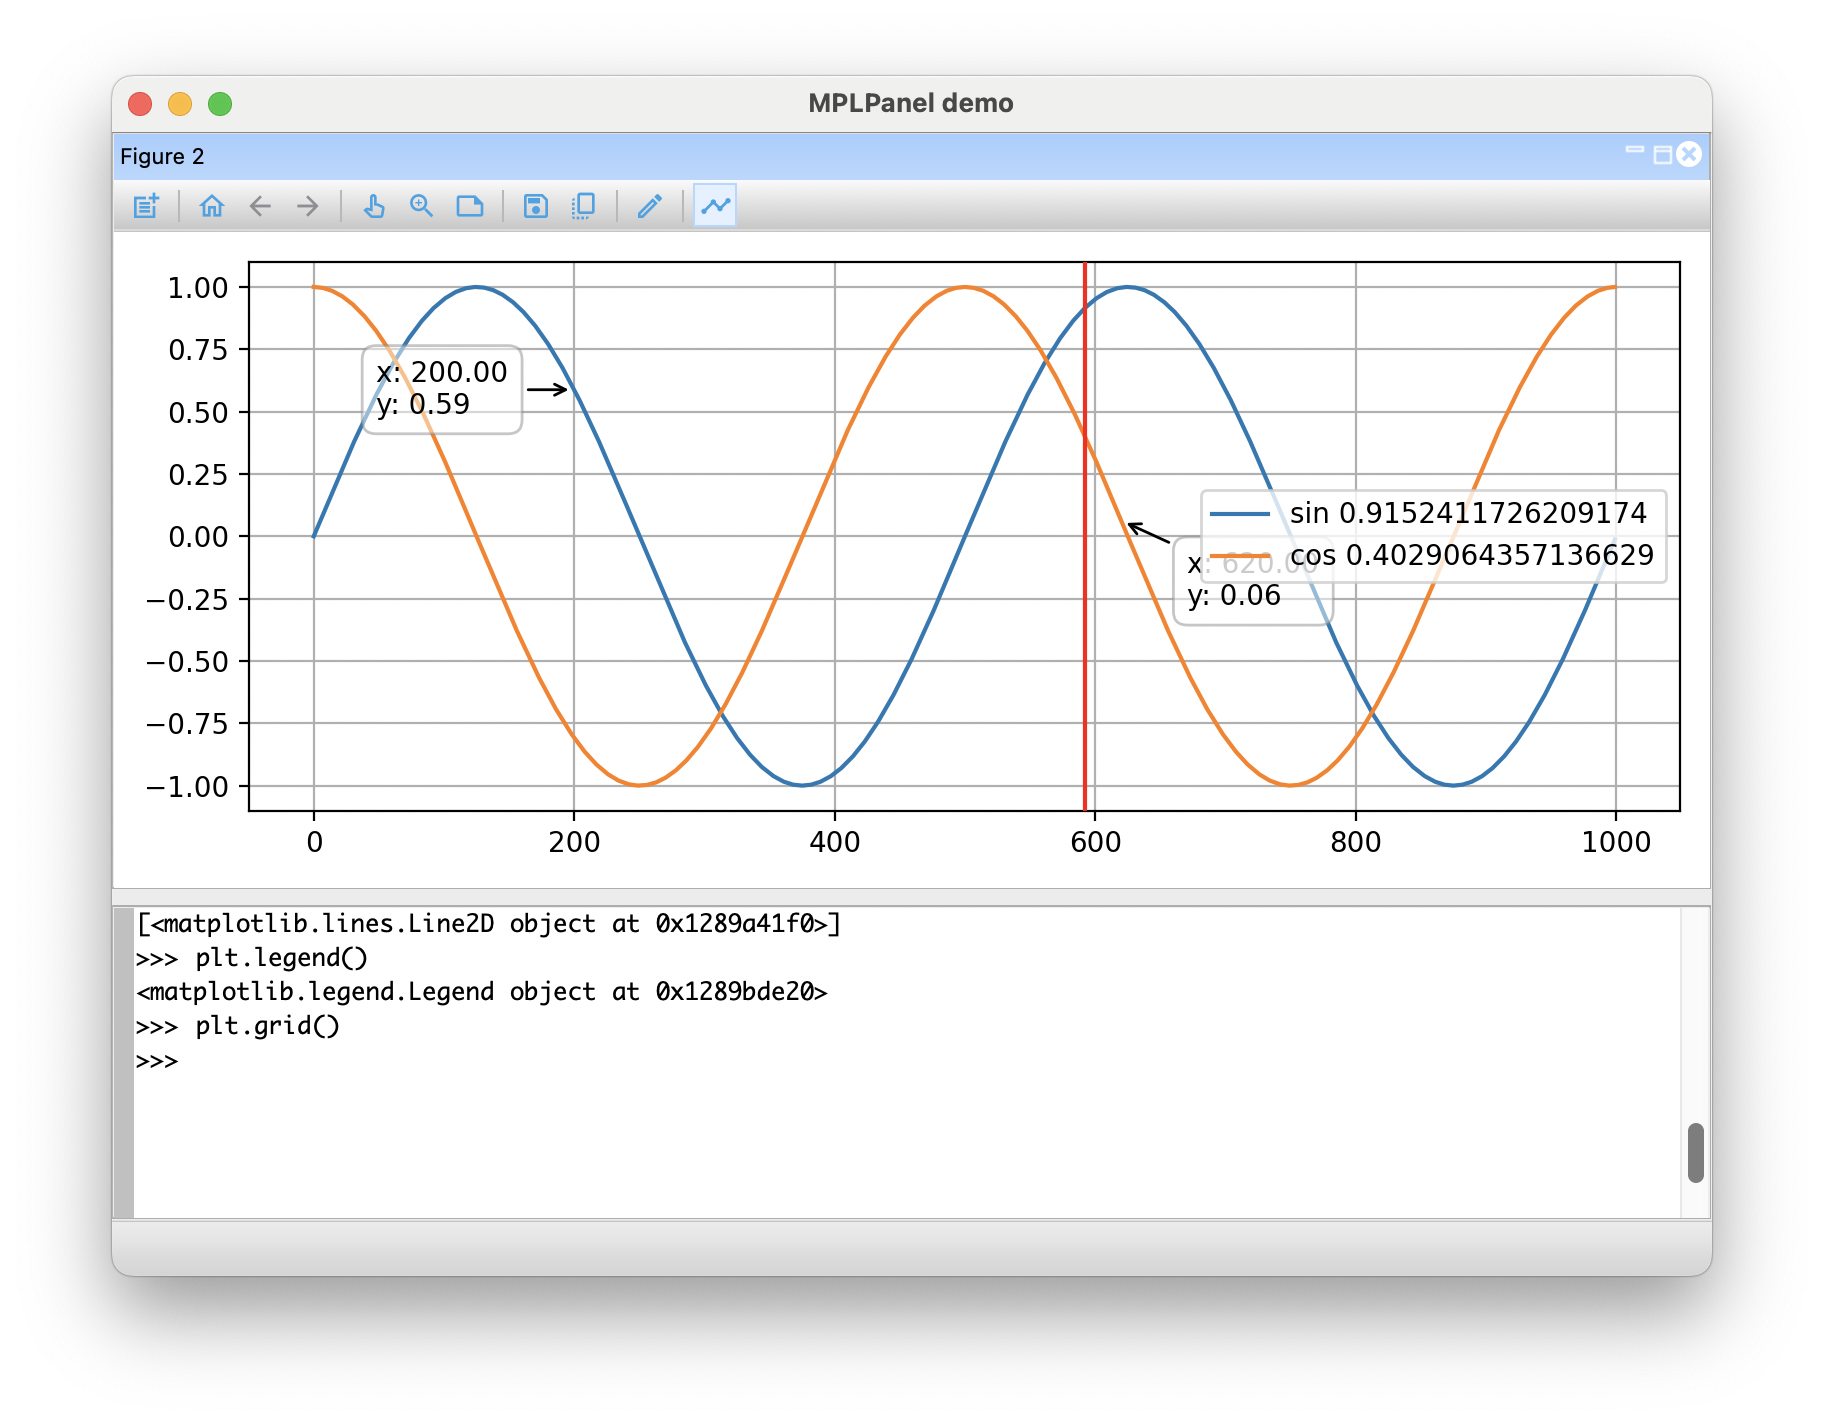 MPLPanel demo
Figure 2
1.00
0.75
0.50
0.25
0.00
−0.25
−0.50
−0.75
−1.00
x: 200.00
y: 0.59
sin 0.9152411726209174
cos 0.4029064357136629
x: 620.00
y: 0.06
0 200 400 600 800 1000
[<matplotlib.lines.Line2D object at 0x1289a41f0>]
>>> plt.legend()
<matplotlib.legend.Legend object at 0x1289bde20>
>>> plt.grid()
>>>